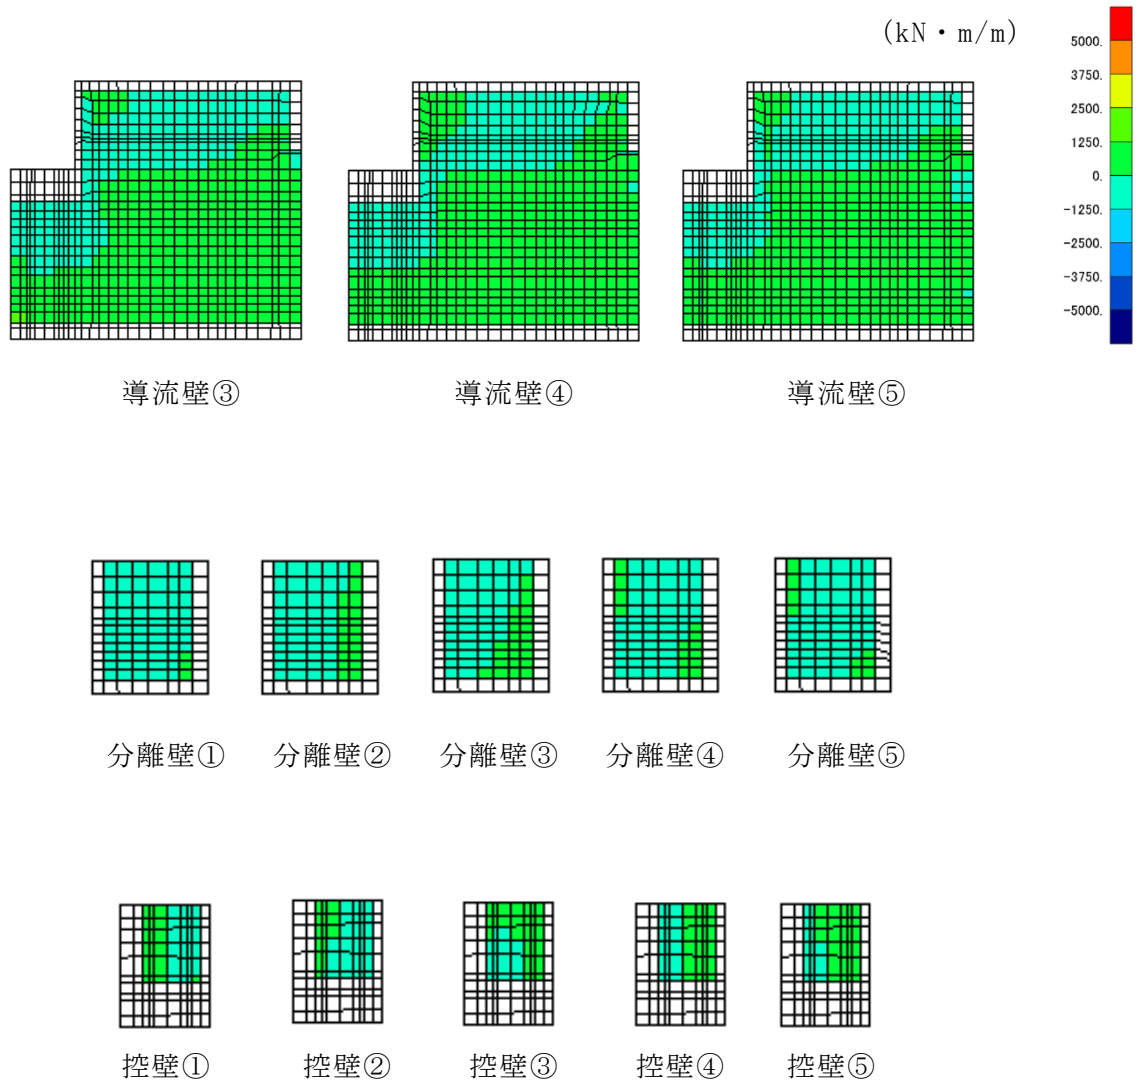 (kN・m/m)
5000.
3750.
2500.
1250.
0.
-1250.
-2500.
-3750.
-5000.
導流壁③ 導流壁④ 導流壁⑤
分離壁① 分離壁② 分離壁③ 分離壁④ 分離壁⑤
控壁① 控壁② 控壁③ 控壁④ 控壁⑤